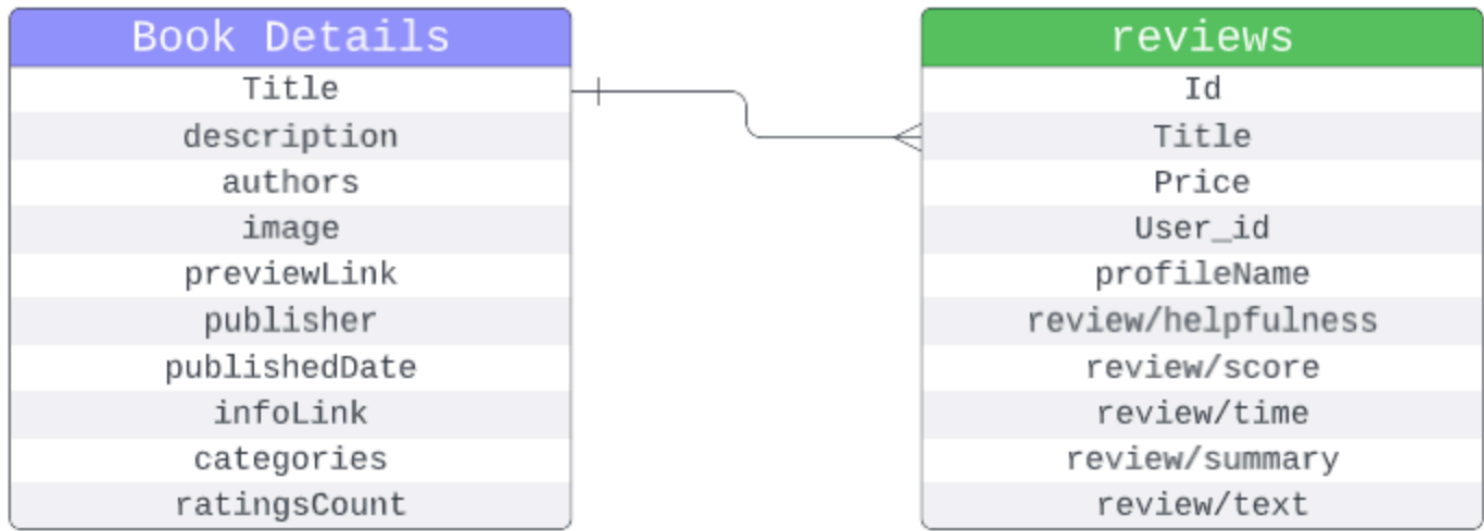 Book Details
Title
description
authors
image
previewLink
publisher
publishedDate
infoLink
categories
ratingsCount
reviews
Id
Title
Price
User_id
profileName
review/helpfulness
review/score
review/time
review/summary
review/text